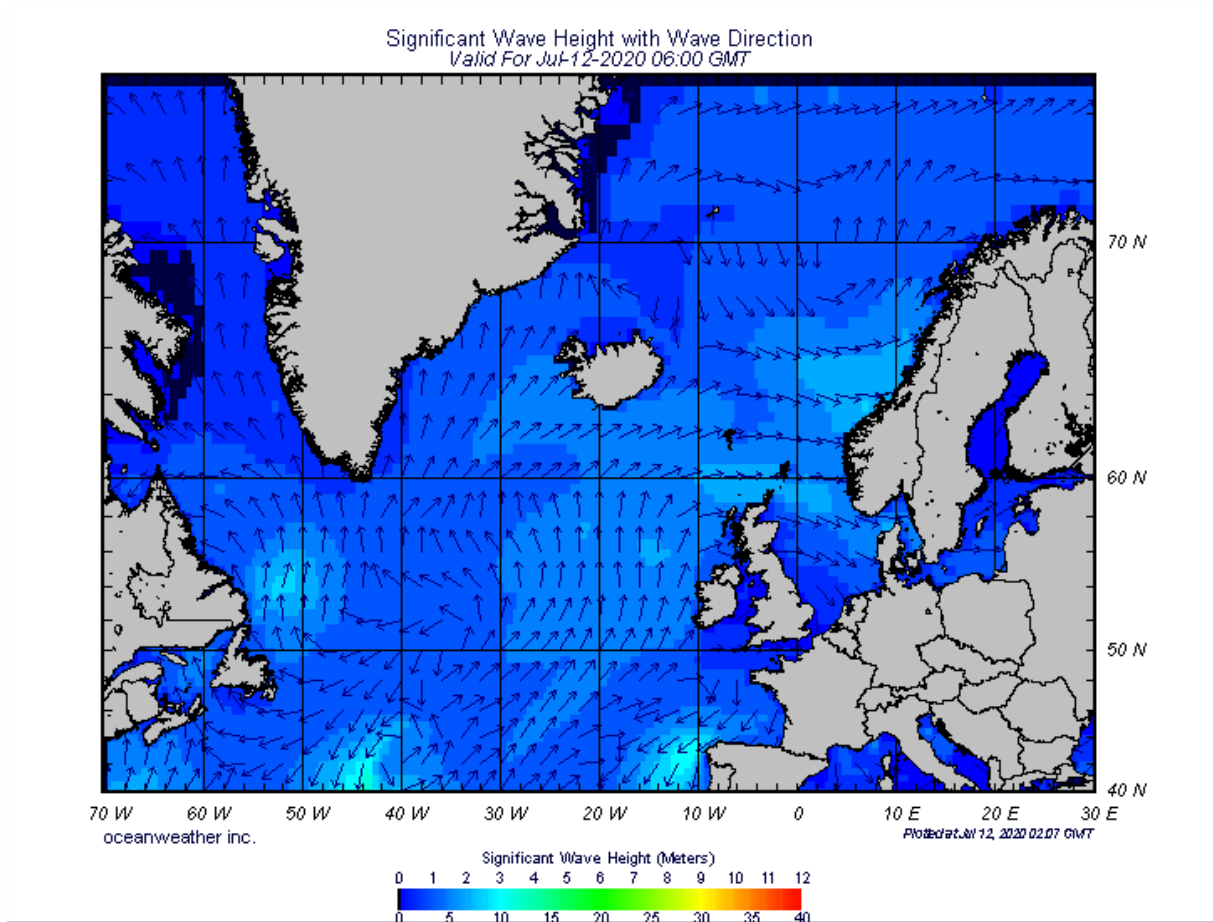 Significant Wave Height with Wave Direction
Valid For Jul-12-2020 06:00 GMT
70 N
60 N
50 N
40 N
70 W 60 W 50 W 40 W 30 W 20 W 10 W 0 10 E 20 E 30 E
oceanweather inc.
Plotted at Jul 12, 2020 02:07 GMT
Significant Wave Height (Meters)
0 1 2 3 4 5 6 7 8 9 10 11 12
0 5 10 15 20 25 30 35 40